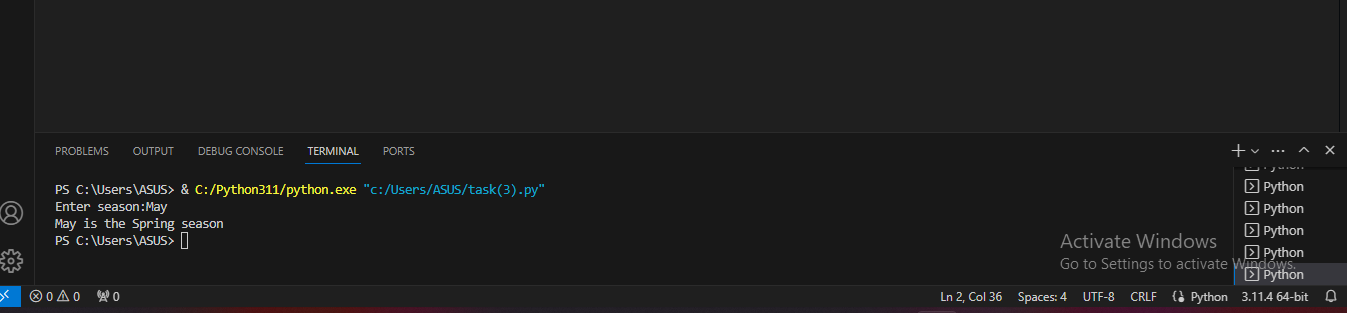 PROBLEMS OUTPUT DEBUG CONSOLE TERMINAL PORTS
PS C:\Users\ASUS> & C:/Python311/python.exe "c:/Users/ASUS/task(3).py"
Enter season:May
May is the Spring season
PS C:\Users\ASUS>
Python
Python
Python
Python
Python
Python
Activate Windows
Go to Settings to activate Windows.
0 0 0
Ln 2, Col 36 Spaces: 4 UTF-8 CRLF Python 3.11.4 64-bit